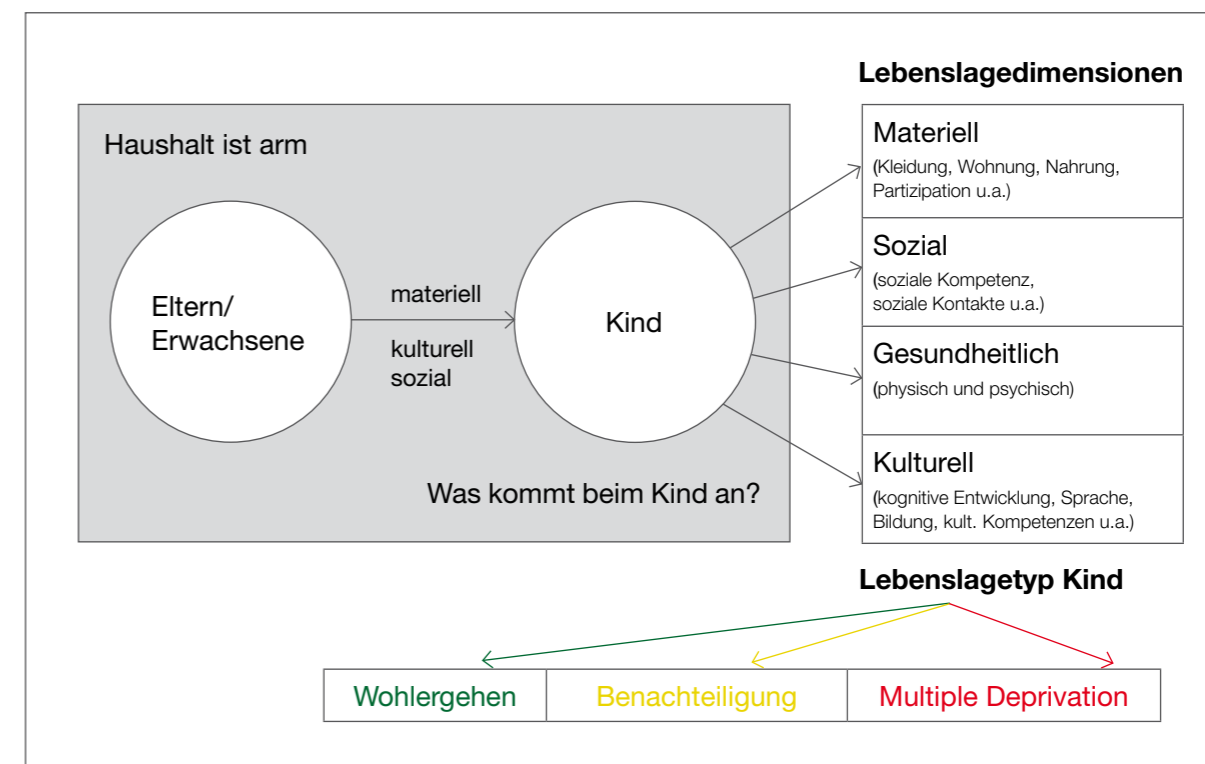 Lebenslagedimensionen
Haushalt ist arm
Eltern/
Erwachsene
materiell
kulturell
sozial
Kind
Was kommt beim Kind an?
Materiell
(Kleidung, Wohnung, Nahrung,
Partizipation u.a.)
Sozial
(soziale Kompetenz,
soziale Kontakte u.a.)
Gesundheitlich
(physisch und psychisch)
Kulturell
(kognitive Entwicklung, Sprache,
Bildung, kult. Kompetenzen u.a.)
Lebenslagetyp Kind
Wohlergehen
Benachteiligung
Multiple Deprivation